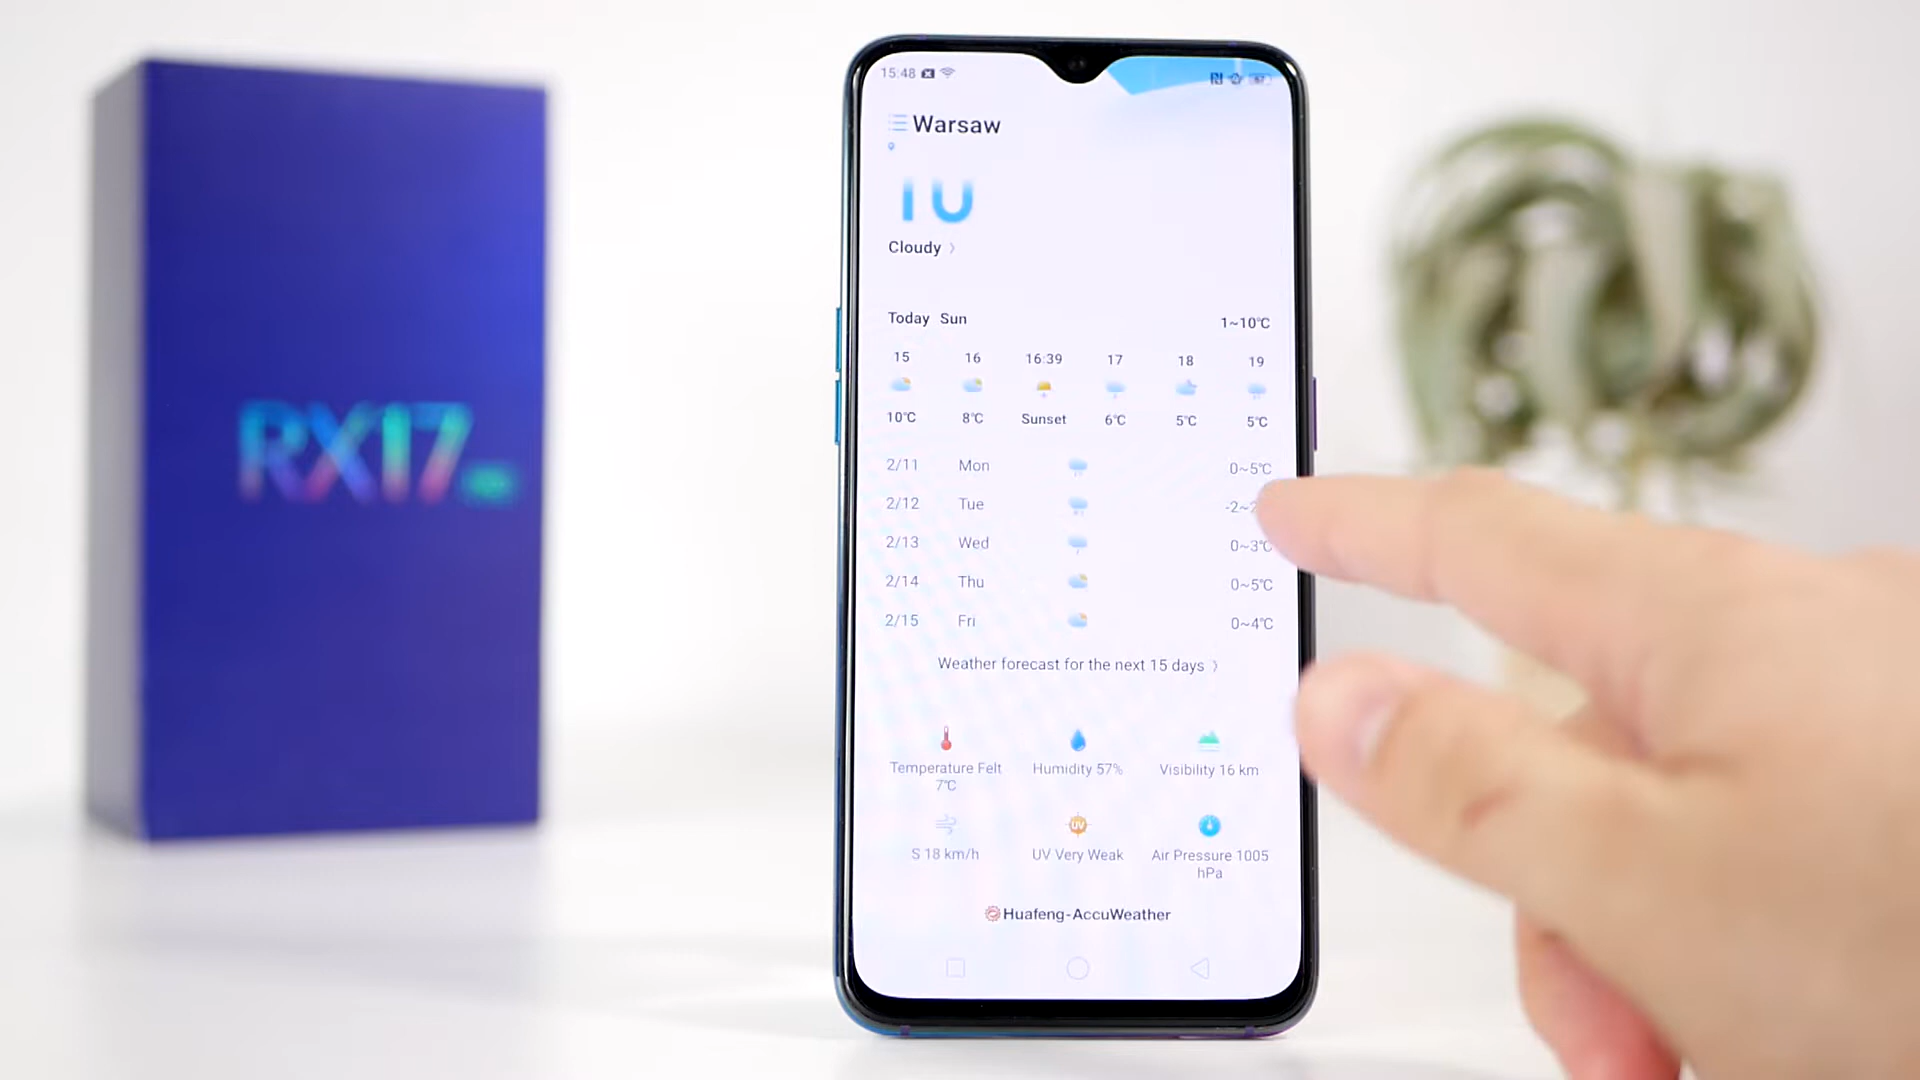 RX17
15:48
Warsaw
Cloudy
Today Sun 1~10℃
15 16 16:39 17 18 19
10℃ 8℃ Sunset 6℃ 5℃ 5℃
2/11 Mon 0~5℃
2/12 Tue -2~
2/13 Wed 0~3℃
2/14 Thu 0~5℃
2/15 Fri 0~4℃
Weather forecast for the next 15 days
Temperature Felt Humidity 57% Visibility 16 km
7℃
UV
S 18 km/h UV Very Weak Air Pressure 1005
hPa
Huafeng-AccuWeather